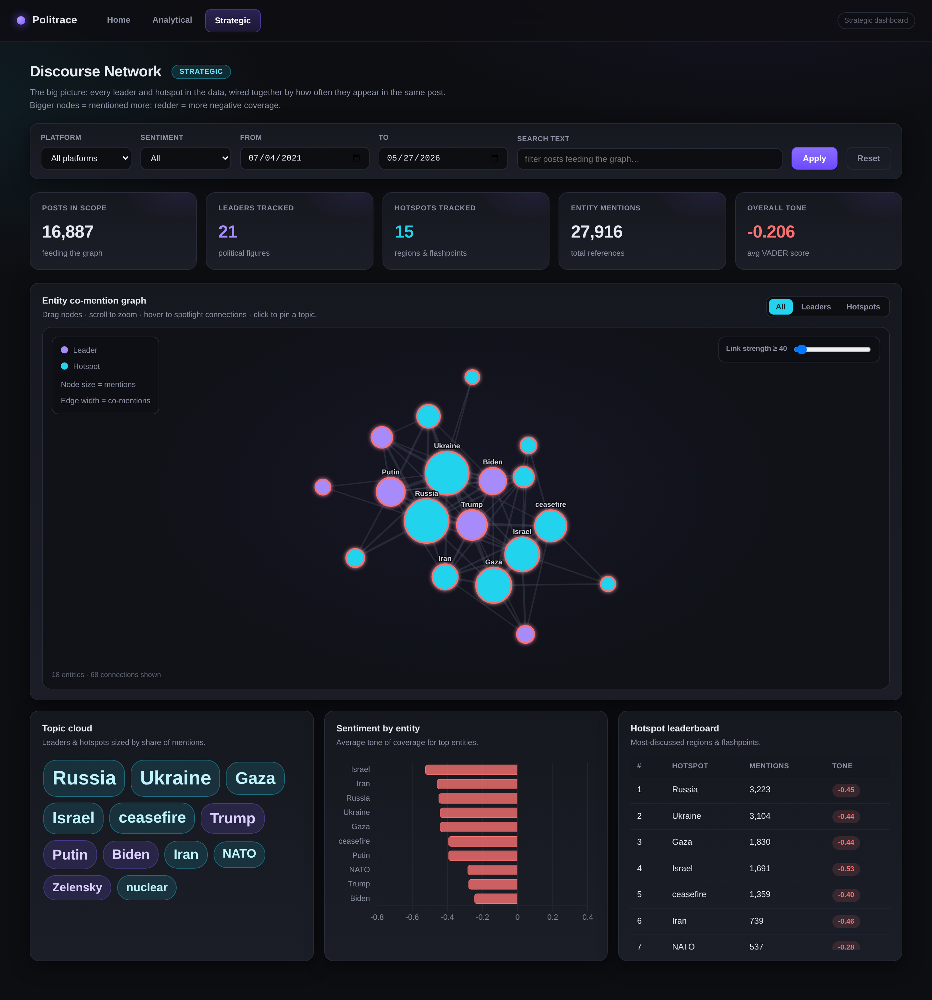 Politrace
Home
Analytical
Strategic
Strategic dashboard
Discourse Network
STRATEGIC
The big picture: every leader and hotspot in the data, wired together by how often they appear in the same post.
Bigger nodes = mentioned more; redder = more negative coverage.
PLATFORM
SENTIMENT
FROM
TO
SEARCH TEXT
All platforms
All
07/04/2021
05/27/2026
filter posts feeding the graph…
Apply
Reset
POSTS IN SCOPE
16,887
feeding the graph
LEADERS TRACKED
21
political figures
HOTSPOTS TRACKED
15
regions & flashpoints
ENTITY MENTIONS
27,916
total references
OVERALL TONE
-0.206
avg VADER score
Entity co-mention graph
Drag nodes · scroll to zoom · hover to spotlight connections · click to pin a topic.
All
Leaders
Hotspots
Leader
Hotspot
Node size = mentions
Edge width = co-mentions
Link strength ≥ 40
Ukraine
Biden
Putin
Russia
Trump
ceasefire
Israel
Iran
Gaza
18 entities · 68 connections shown
Topic cloud
Leaders & hotspots sized by share of mentions.
Russia Ukraine Gaza
Israel ceasefire Trump
Putin Biden Iran NATO
Zelensky nuclear
Sentiment by entity
Average tone of coverage for top entities.
Israel
Iran
Russia
Ukraine
Gaza
ceasefire
Putin
NATO
Trump
Biden
-0.8 -0.6 -0.4 -0.2 0 0.2 0.4
Hotspot leaderboard
Most-discussed regions & flashpoints.
# HOTSPOT MENTIONS TONE
1 Russia 3,223 -0.45
2 Ukraine 3,104 -0.44
3 Gaza 1,830 -0.44
4 Israel 1,691 -0.53
5 ceasefire 1,359 -0.40
6 Iran 739 -0.46
7 NATO 537 -0.28